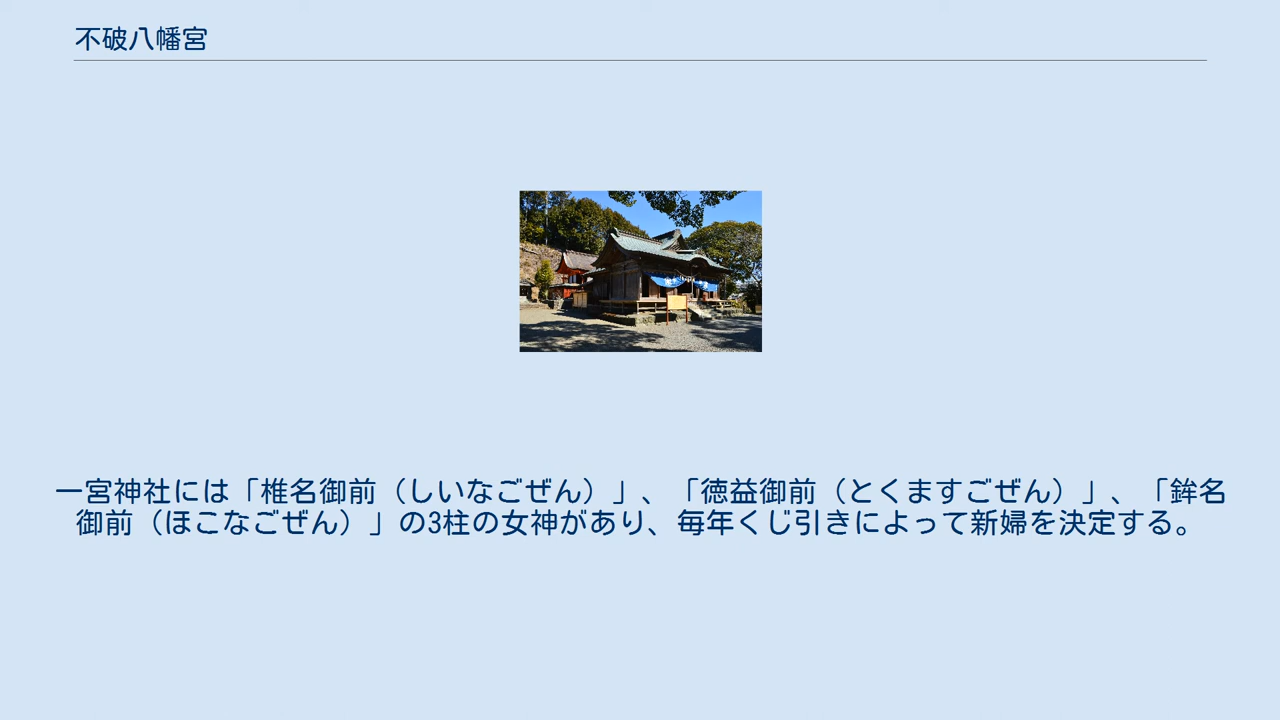 不破八幡宮
一宮神社には「椎名御前（しいなごぜん）」、「徳益御前（とくますごぜん）」、「鉾名
御前（ほこなごぜん）」の3柱の女神があり、毎年くじ引きによって新婦を決定する。